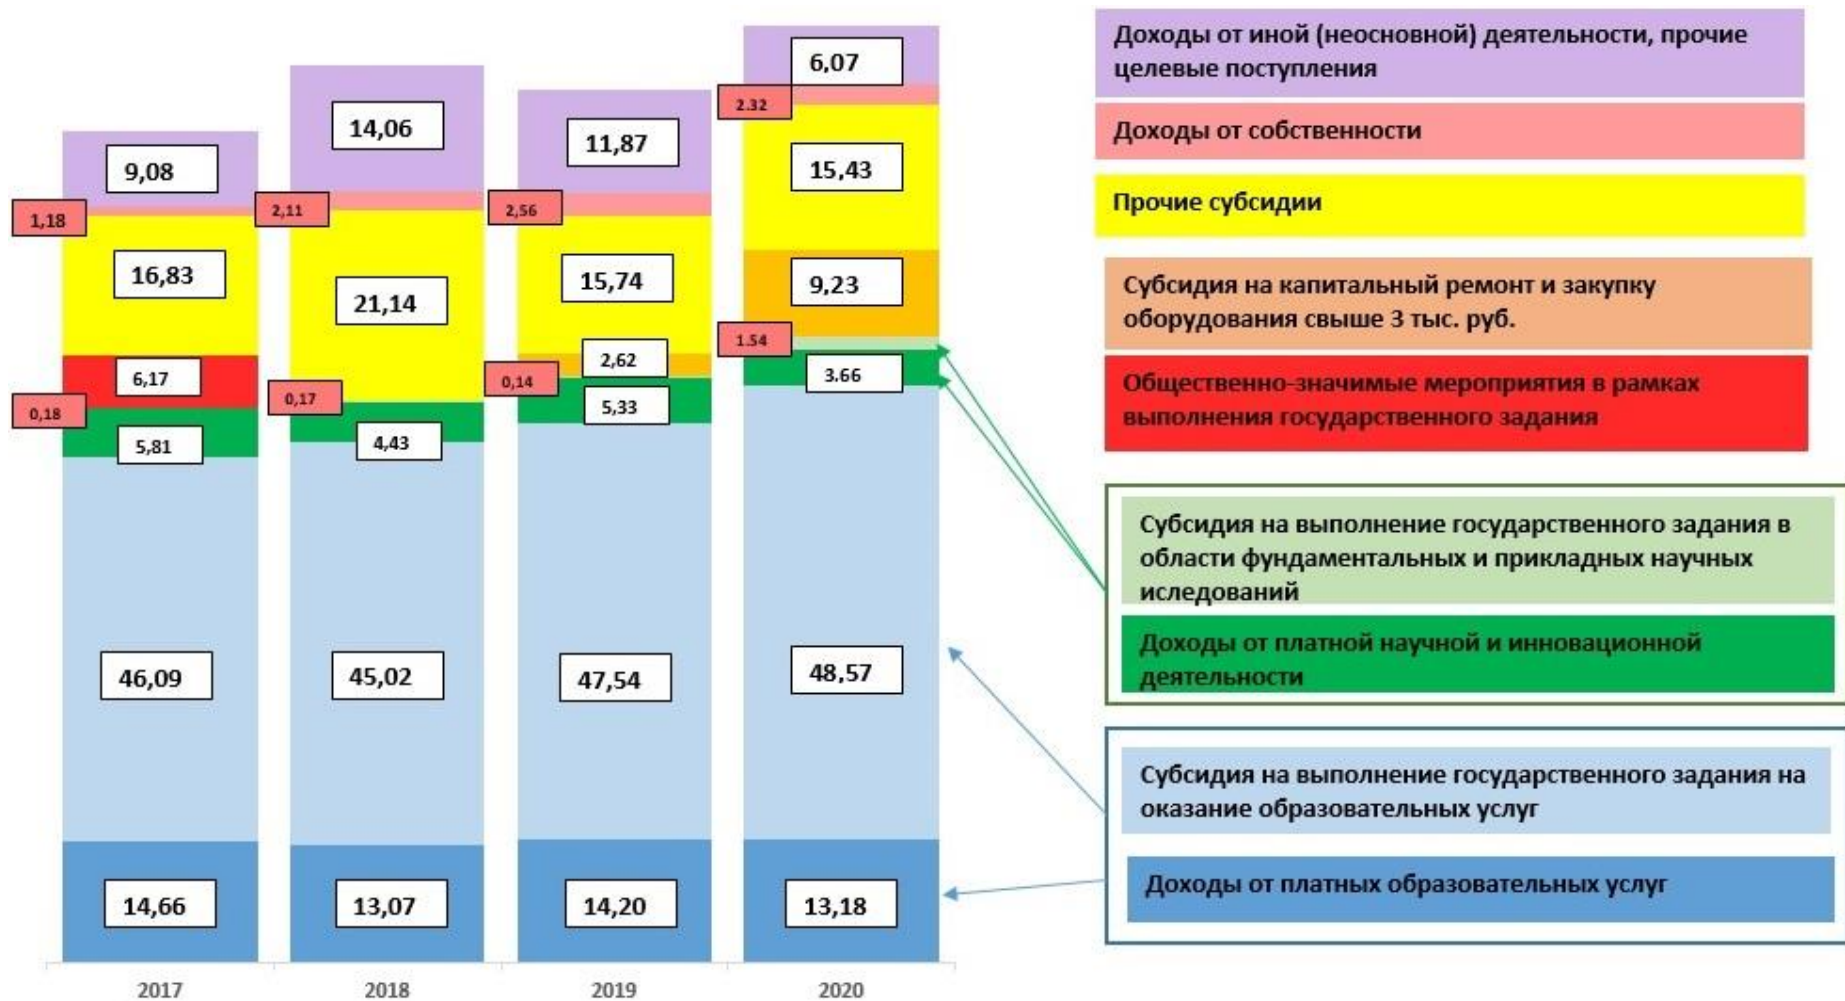 9,08
1,18
16,83
6,17
0,18
5,81
46,09
14,66
2017
14,06
2,11
21,14
0,17
4,43
45,02
13,07
2018
11,87
2,56
15,74
2,62
0,14
5,33
47,54
14,20
2019
6,07
2.32
15,43
9,23
1.54
3.66
48,57
13,18
2020
Доходы от иной (неосновной) деятельности, прочие
целевые поступления
Доходы от собственности
Прочие субсидии
Субсидия на капитальный ремонт и закупку
оборудования свыше 3 тыс. руб.
Общественно-значимые мероприятия в рамках
выполнения государственного задания
Субсидия на выполнение государственного задания в
области фундаментальных и прикладных научных
иследований
Доходы от платной научной и инновационной
деятельности
Субсидия на выполнение государственного задания на
оказание образовательных услуг
Доходы от платных образовательных услуг